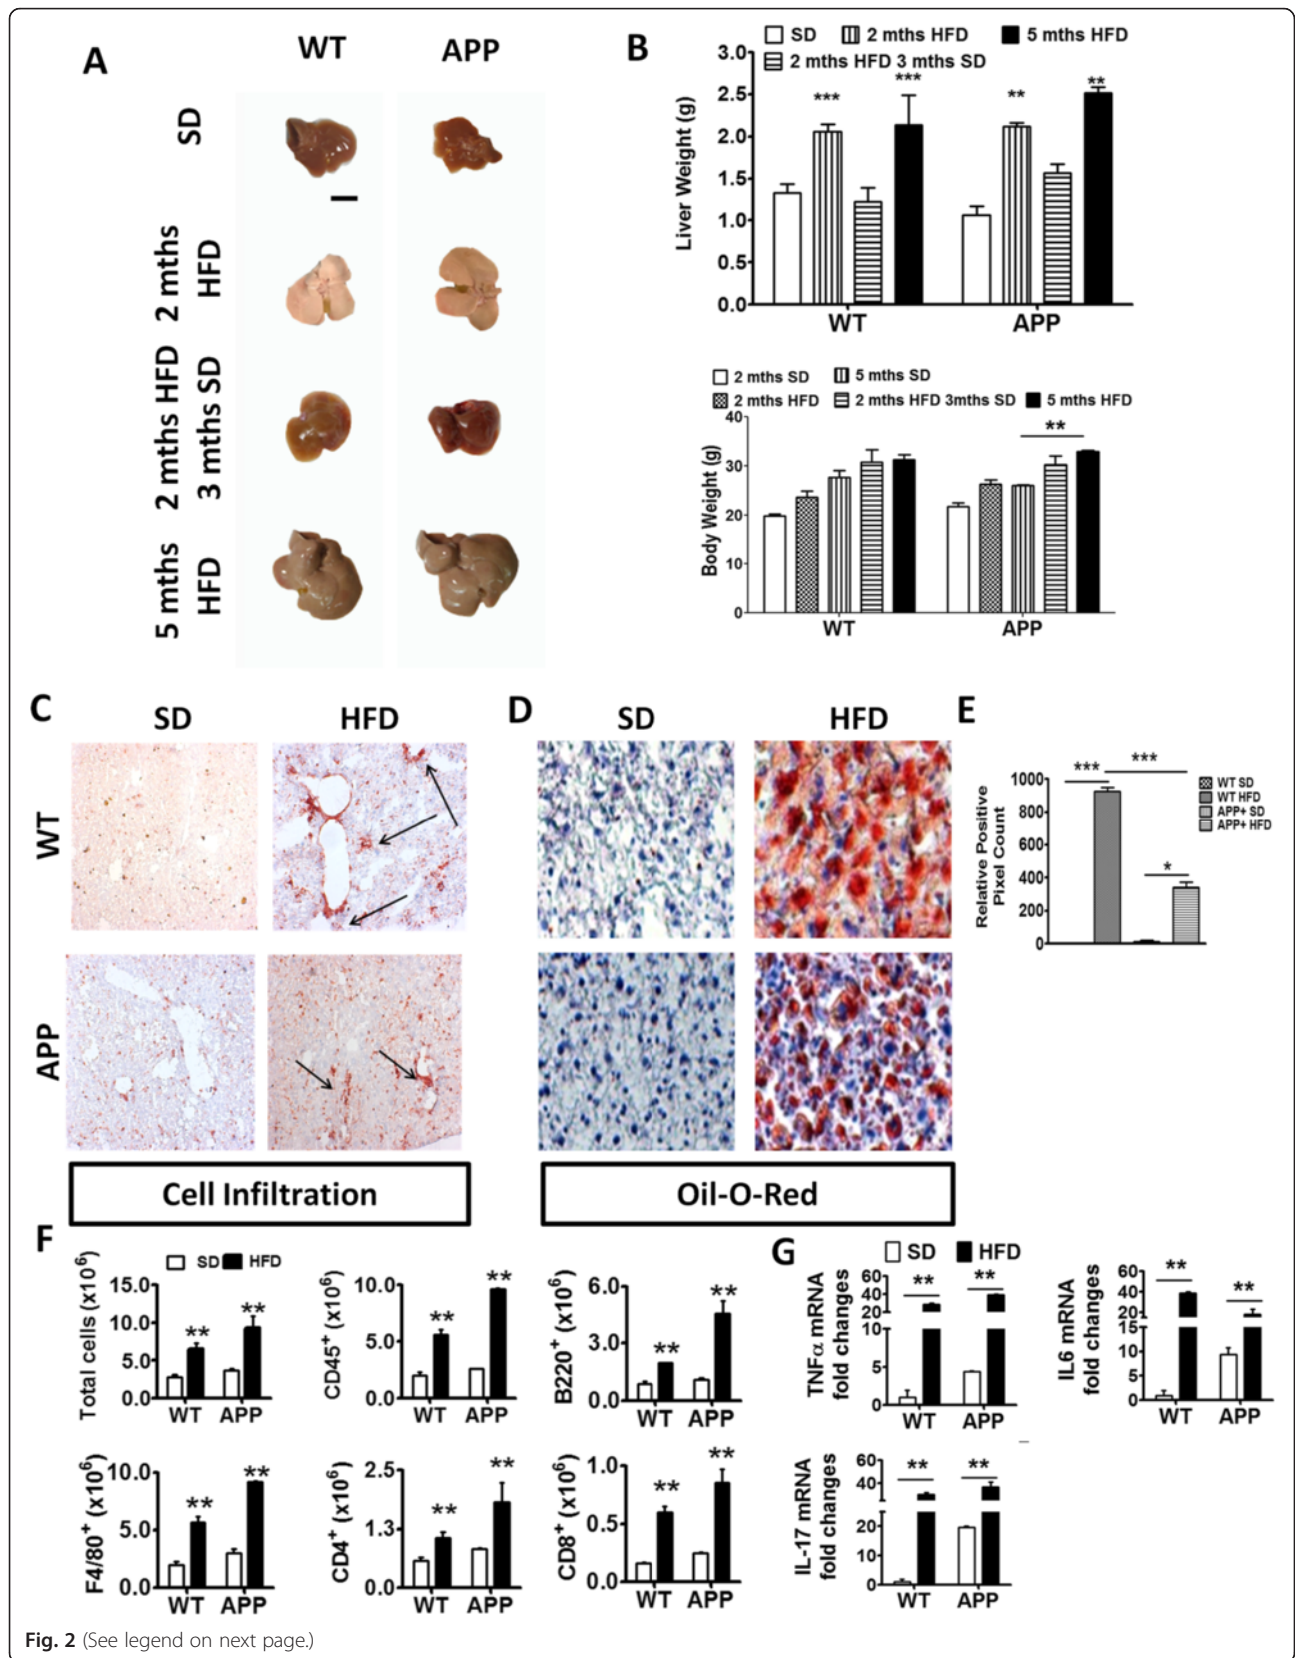 A
WT
APP
SD
2 mths
HFD
2 mths HFD
3 mths SD
5 mths
HFD
B
SD
2 mths HFD
5 mths HFD
2 mths HFD 3 mths SD
Liver Weight (g)
3.0
2.5
2.0
1.5
1.0
0.5
0.0
***
***
**
**
WT
APP
2 mths SD
5 mths SD
2 mths HFD
2 mths HFD 3mths SD
5 mths HFD
Body Weight (g)
40
30
20
10
0
**
WT
APP
C
SD
HFD
WT
APP
Cell Infiltration
D
SD
HFD
Oil-O-Red
E
Relative Positive
Pixel Count
1000
800
600
400
200
0
***
***
*
WT SD
WT HFD
APP+ SD
APP+ HFD
F
SD
HFD
Total cells (x10⁶)
15.0
10.0
5.0
0.0
**
**
WT
APP
CD45⁺ (x10⁶)
10.0
5.0
0.0
**
**
WT
APP
B220⁺ (x10⁶)
6.0
3.0
0.0
**
**
WT
APP
F4/80⁺ (x10⁶)
10.0
5.0
0.0
**
**
WT
APP
CD4⁺ (x10⁶)
2.5
1.3
0.0
**
**
WT
APP
CD8⁺ (x10⁶)
1.0
0.5
0.0
**
**
WT
APP
G
SD
HFD
TNFα mRNA
fold changes
60
40
20
10
5
0
**
**
WT
APP
IL6 mRNA
fold changes
60
40
20
15
10
5
0
**
**
WT
APP
IL-17 mRNA
fold changes
60
40
20
10
0
**
**
WT
APP
Fig. 2 (See legend on next page.)